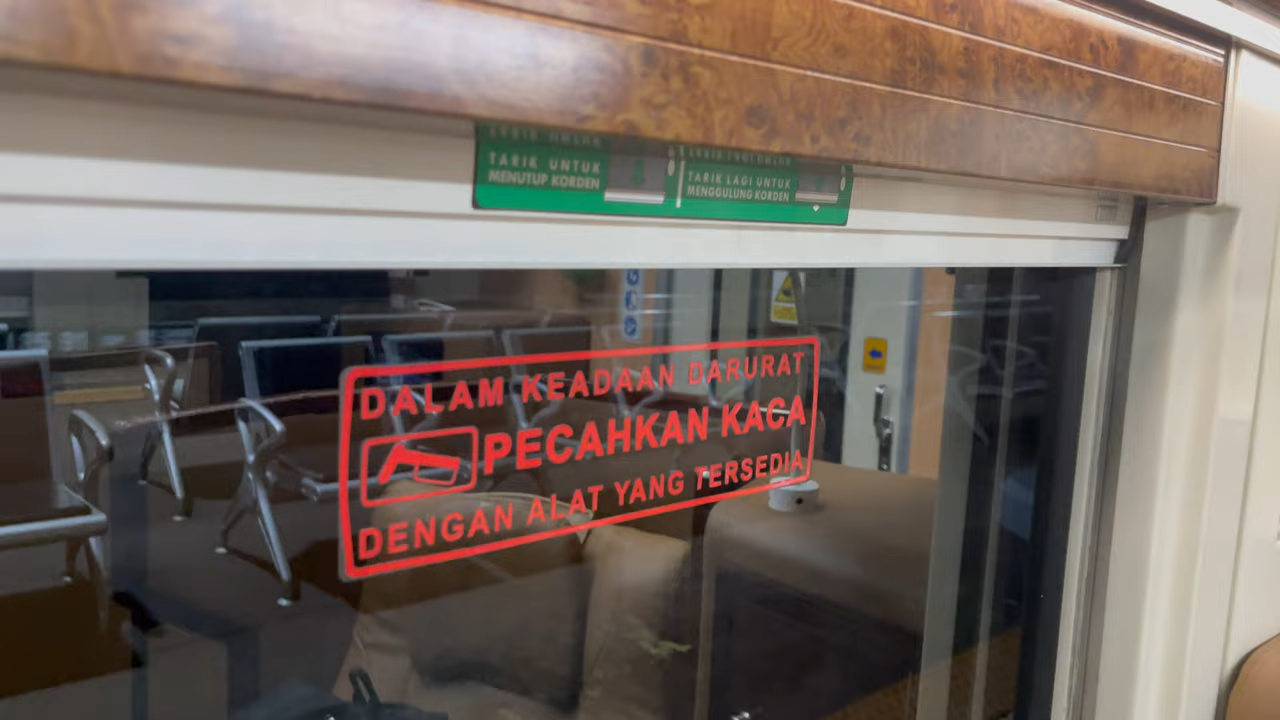 TARIK UNTUK
MENUTUP KORDEN
TARIK LAGI UNTUK
MENGGULUNG KORDEN
DALAM KEADAAN DARURAT
PECAHKAN KACA
DENGAN ALAT YANG TERSEDIA